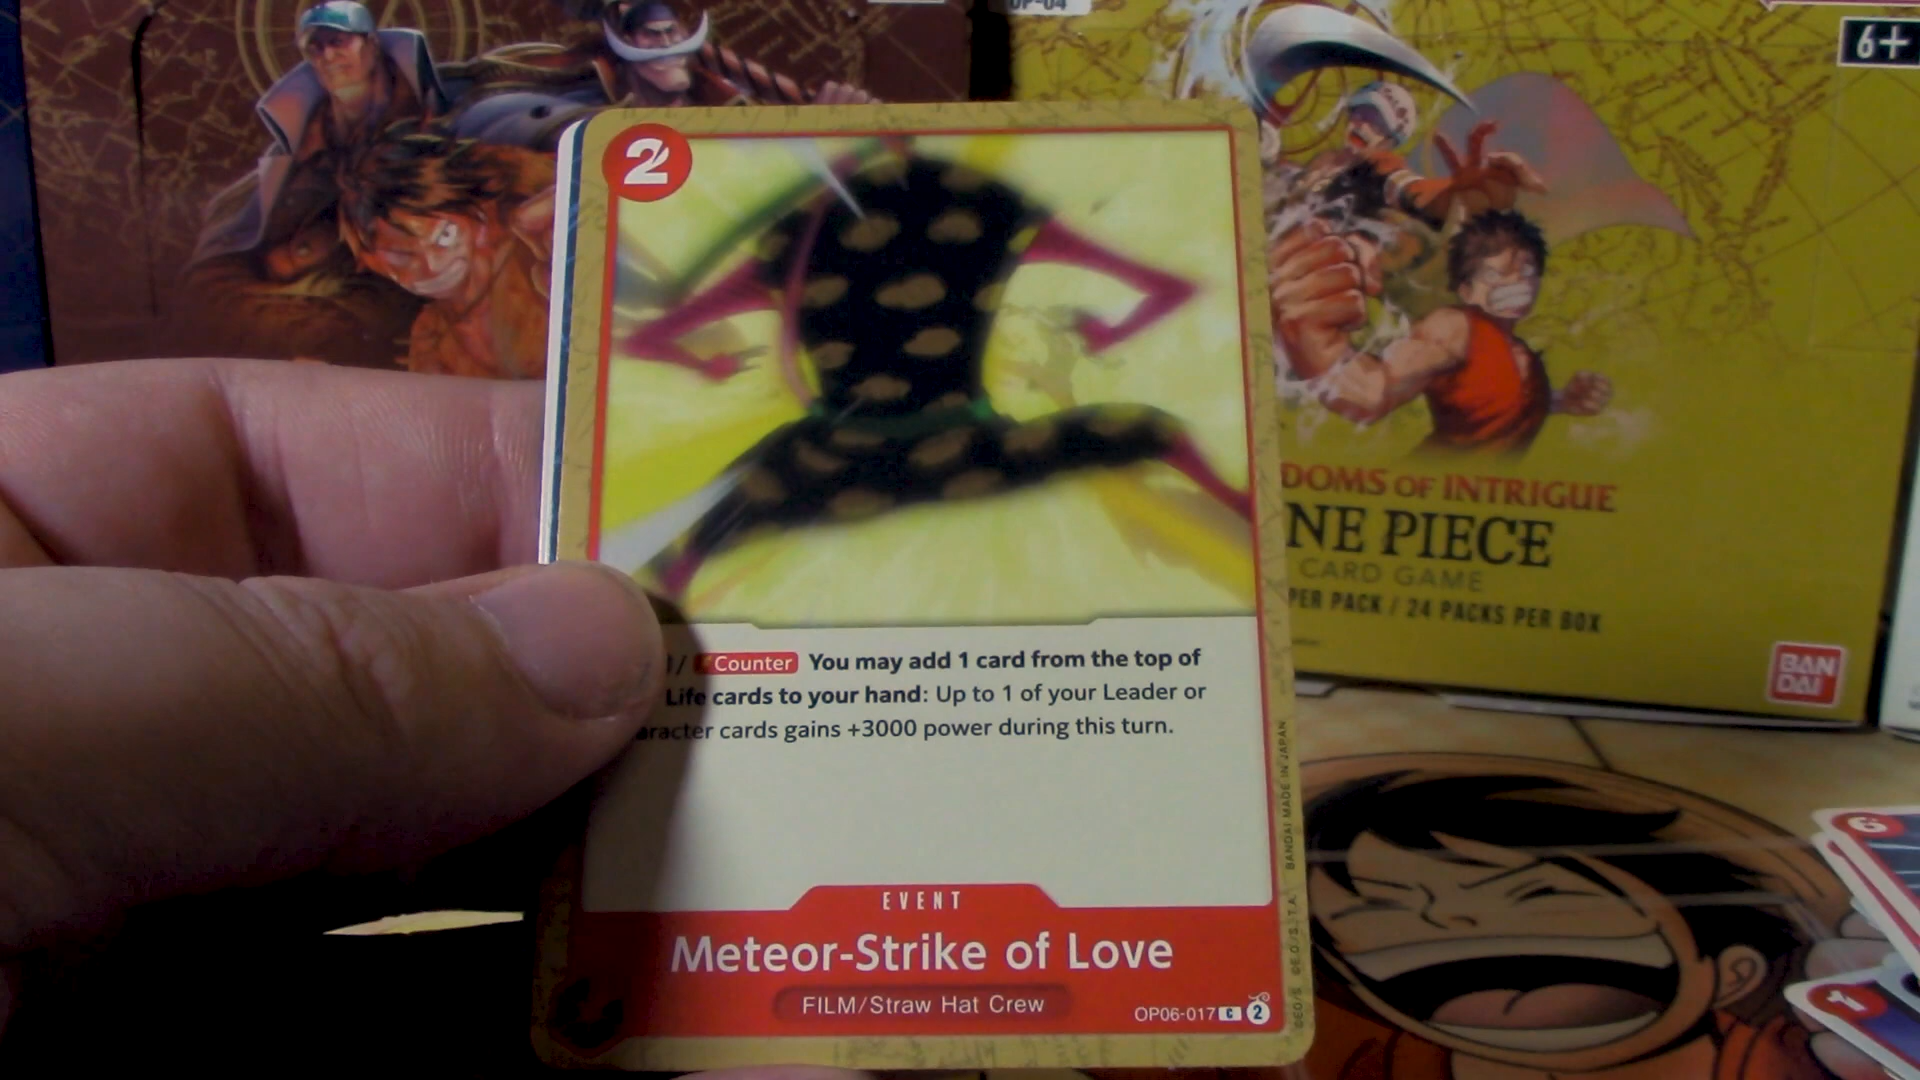 OP-04
6+
2
DOMS OF INTRIGUE
NE PIECE
CARD GAME
PER PACK / 24 PACKS PER BOX
BAN
DAI
/ Counter You may add 1 card from the top of
Life cards to your hand: Up to 1 of your Leader or
aracter cards gains +3000 power during this turn.
EVENT
Meteor-Strike of Love
FILM/Straw Hat Crew
OP06-017 C 2
BANDAI MADE IN JAPAN
6